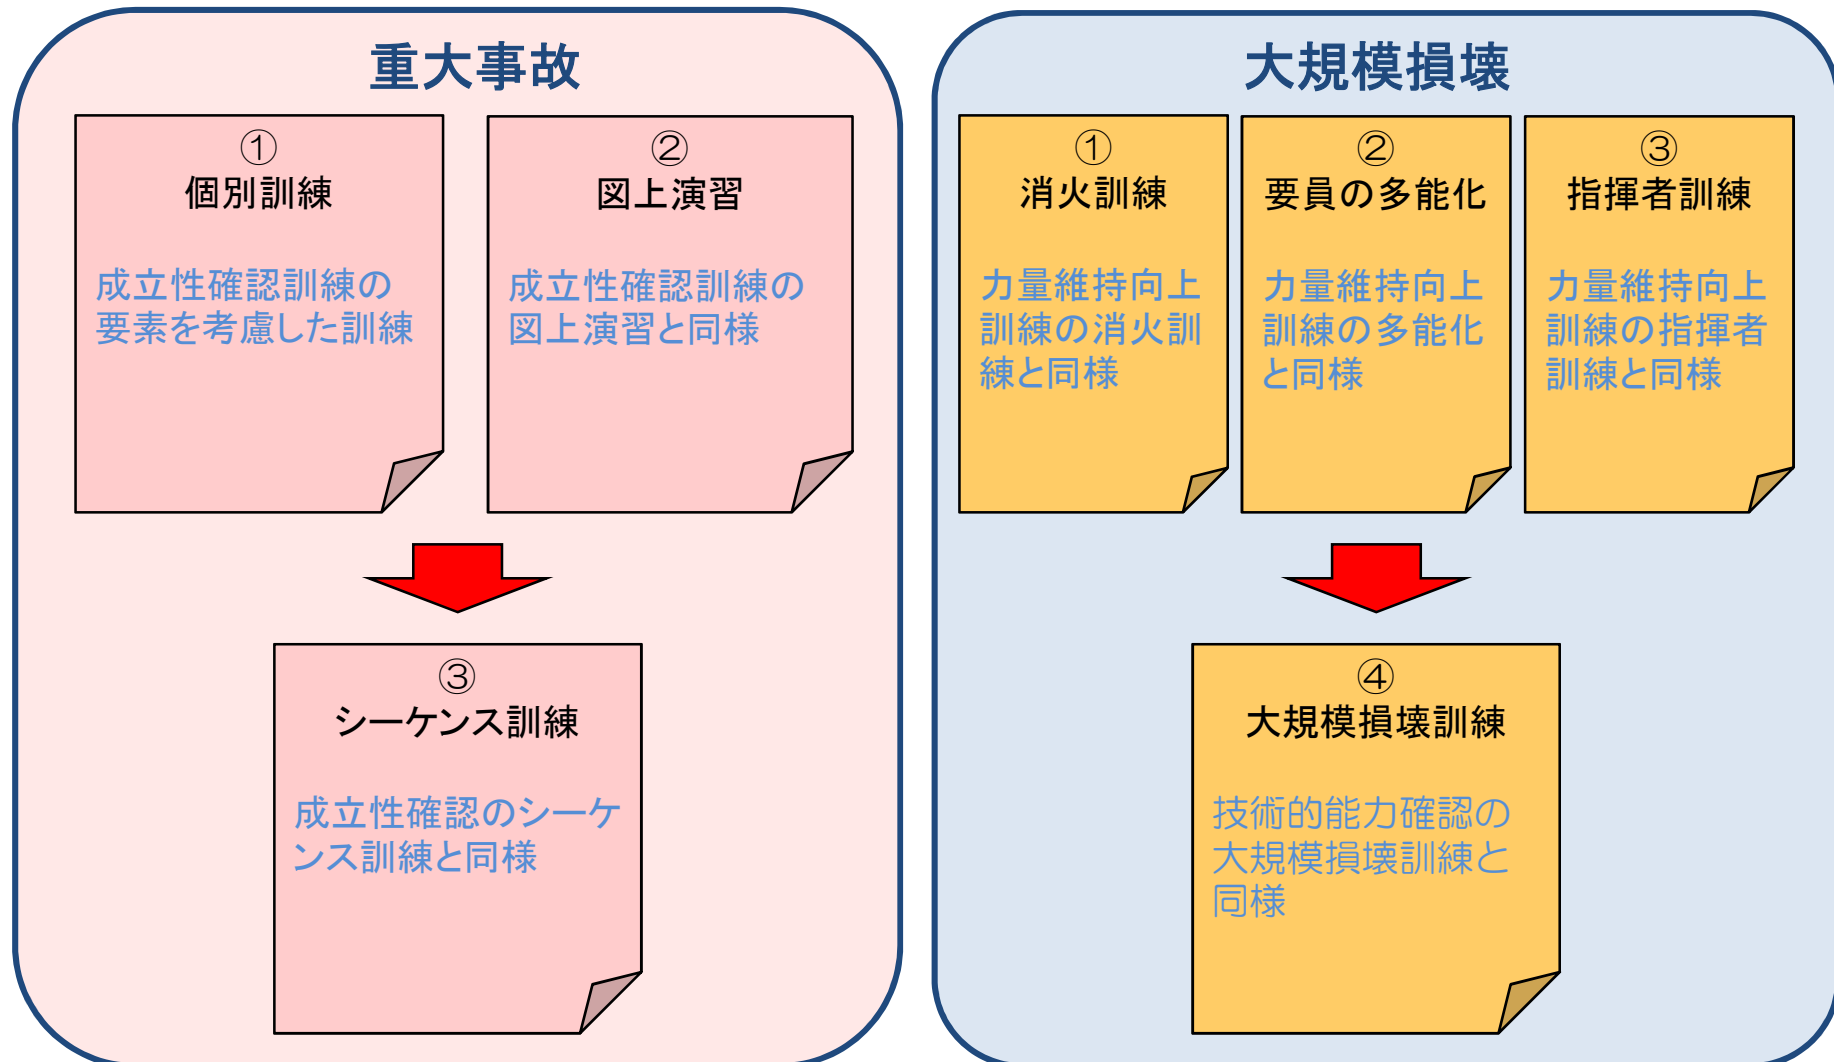 重大事故
①
個別訓練
成立性確認訓練の
要素を考慮した訓練
②
図上演習
成立性確認訓練の
図上演習と同様
③
シーケンス訓練
成立性確認のシーケ
ンス訓練と同様
大規模損壊
①
消火訓練
力量維持向上
訓練の消火訓
練と同様
②
要員の多能化
力量維持向上
訓練の多能化
と同様
③
指揮者訓練
力量維持向上
訓練の指揮者
訓練と同様
④
大規模損壊訓練
技術的能力確認の
大規模損壊訓練と
同様